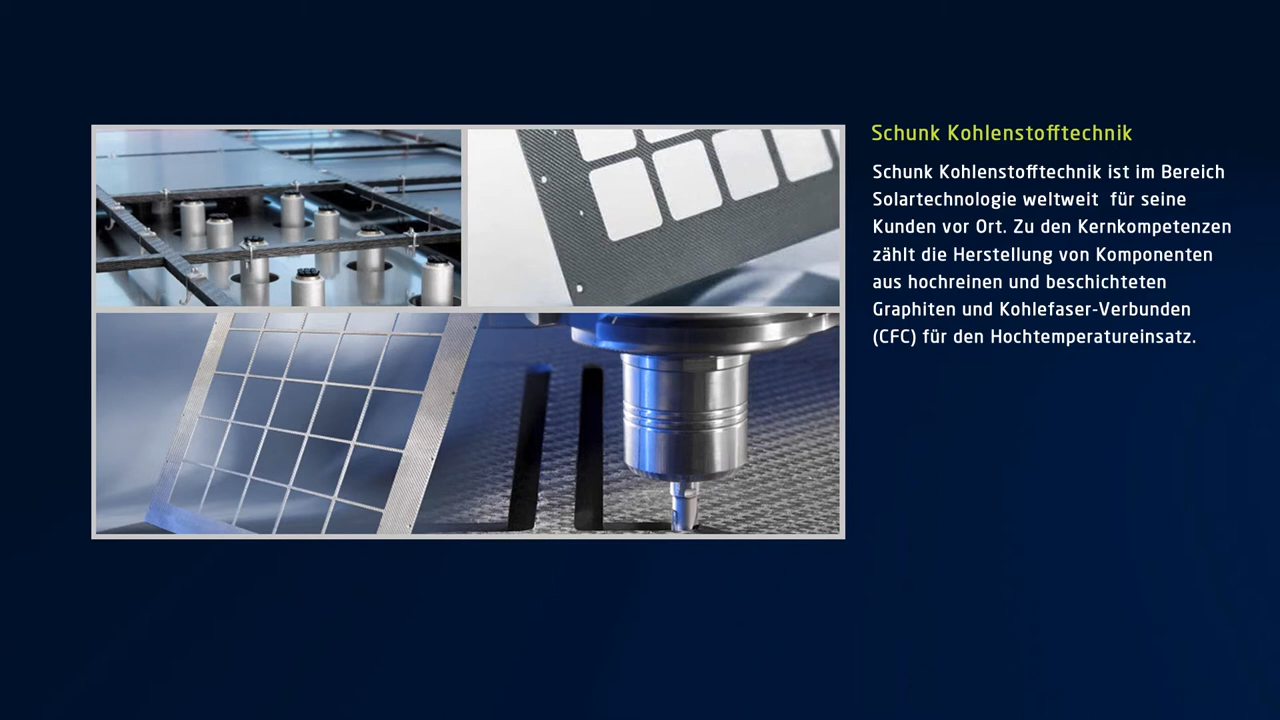 Schunk Kohlenstofftechnik
Schunk Kohlenstofftechnik ist im Bereich
Solartechnologie weltweit  für seine
Kunden vor Ort. Zu den Kernkompetenzen
zählt die Herstellung von Komponenten
aus hochreinen und beschichteten
Graphiten und Kohlefaser-Verbunden
(CFC) für den Hochtemperatureinsatz.